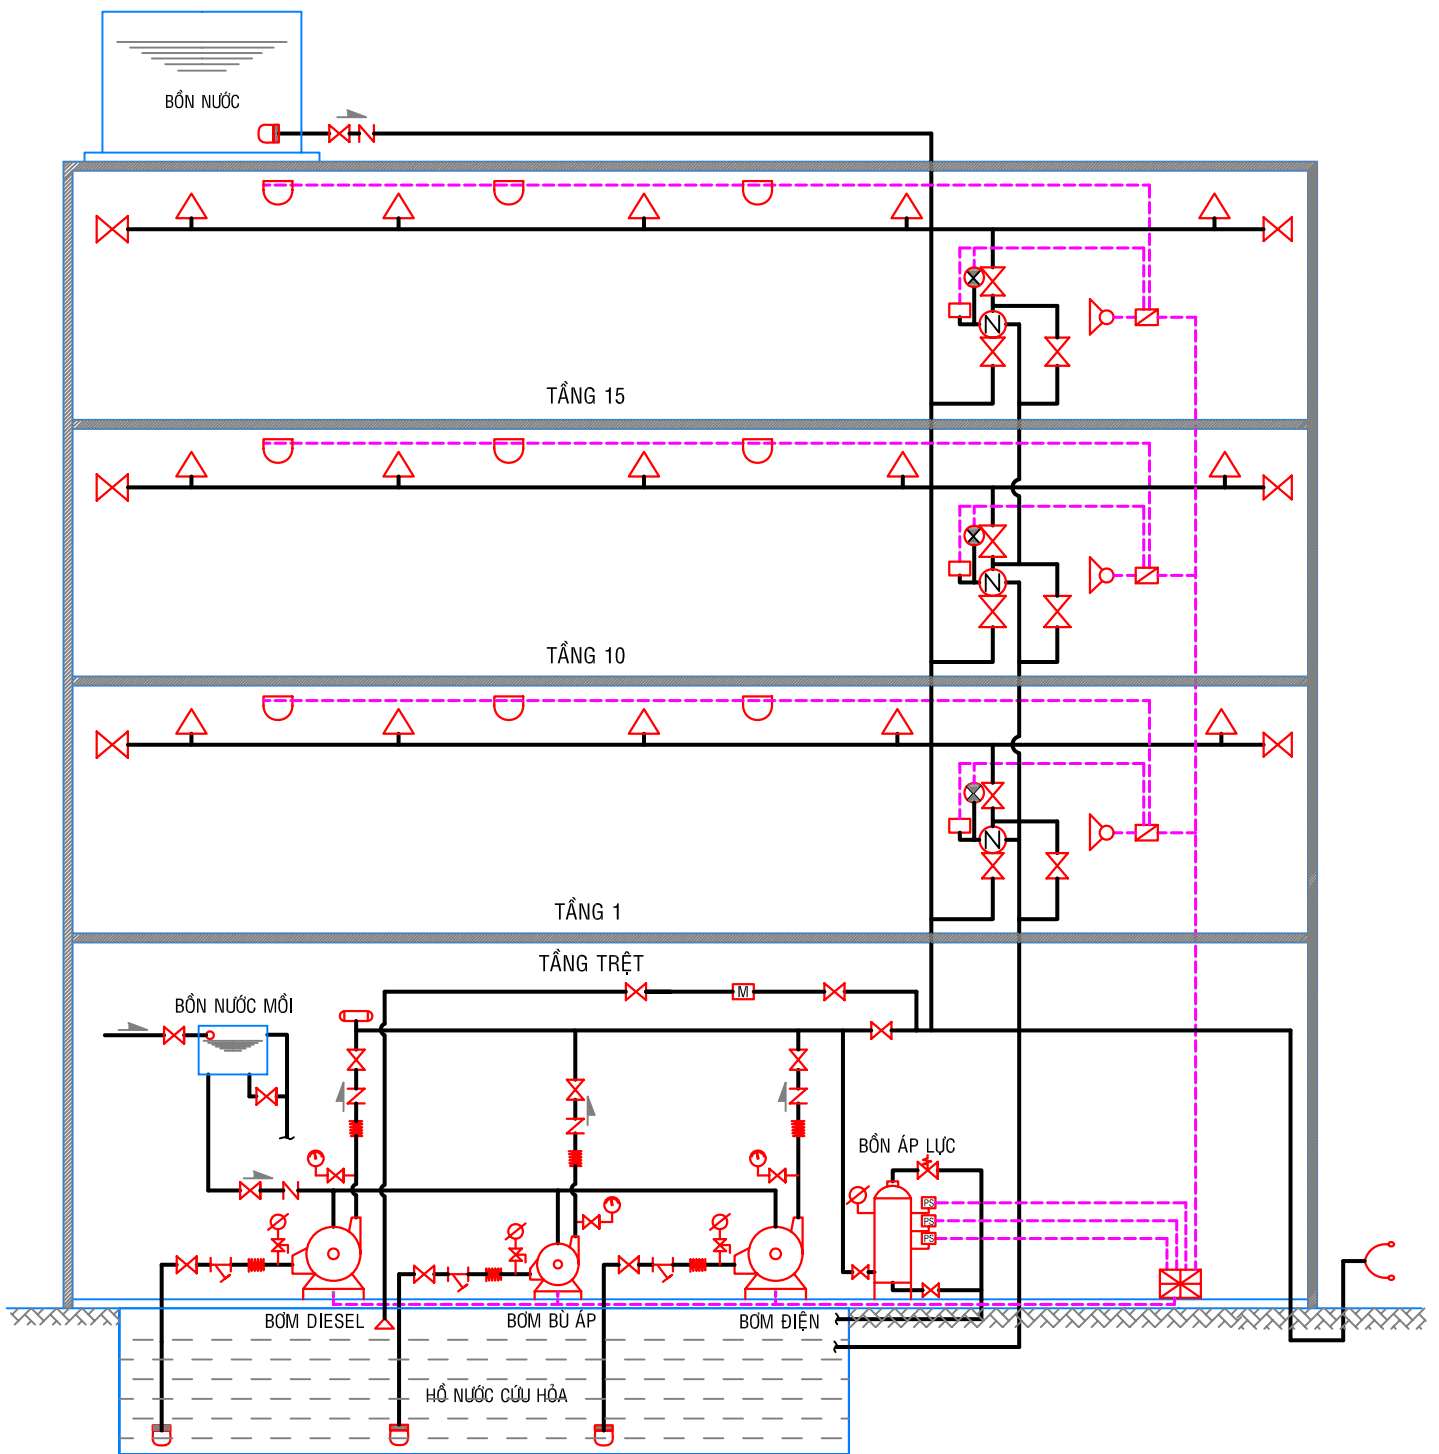 BỒN NƯỚC
N
TẦNG 15
N
TẦNG 10
N
TẦNG 1
TẦNG TRỆT
M
BỒN NƯỚC MỒI
BỒN ÁP LỰC
PS
PS
PS
BƠM DIESEL
BƠM BÙ ÁP
BƠM ĐIỆN
HỒ NƯỚC CỨU HỎA